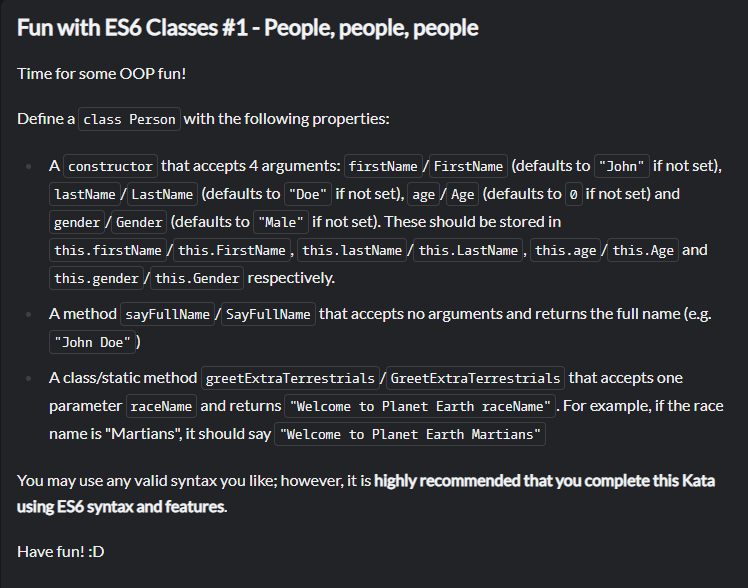 Fun with ES6 Classes #1 - People, people, people
Time for some OOP fun!
Define a class Person with the following properties:
A constructor that accepts 4 arguments: firstName/FirstName (defaults to "John" if not set),
lastName/LastName (defaults to "Doe" if not set), age/Age (defaults to 0 if not set) and
gender/Gender (defaults to "Male" if not set). These should be stored in
this.firstName/this.FirstName, this.lastName/this.LastName, this.age/this.Age and
this.gender/this.Gender respectively.
A method sayFullName/SayFullName that accepts no arguments and returns the full name (e.g.
"John Doe")
A class/static method greetExtraTerrestrials/GreetExtraTerrestrials that accepts one
parameter raceName and returns "Welcome to Planet Earth raceName". For example, if the race
name is "Martians", it should say "Welcome to Planet Earth Martians"
You may use any valid syntax you like; however, it is highly recommended that you complete this Kata
using ES6 syntax and features.
Have fun! :D